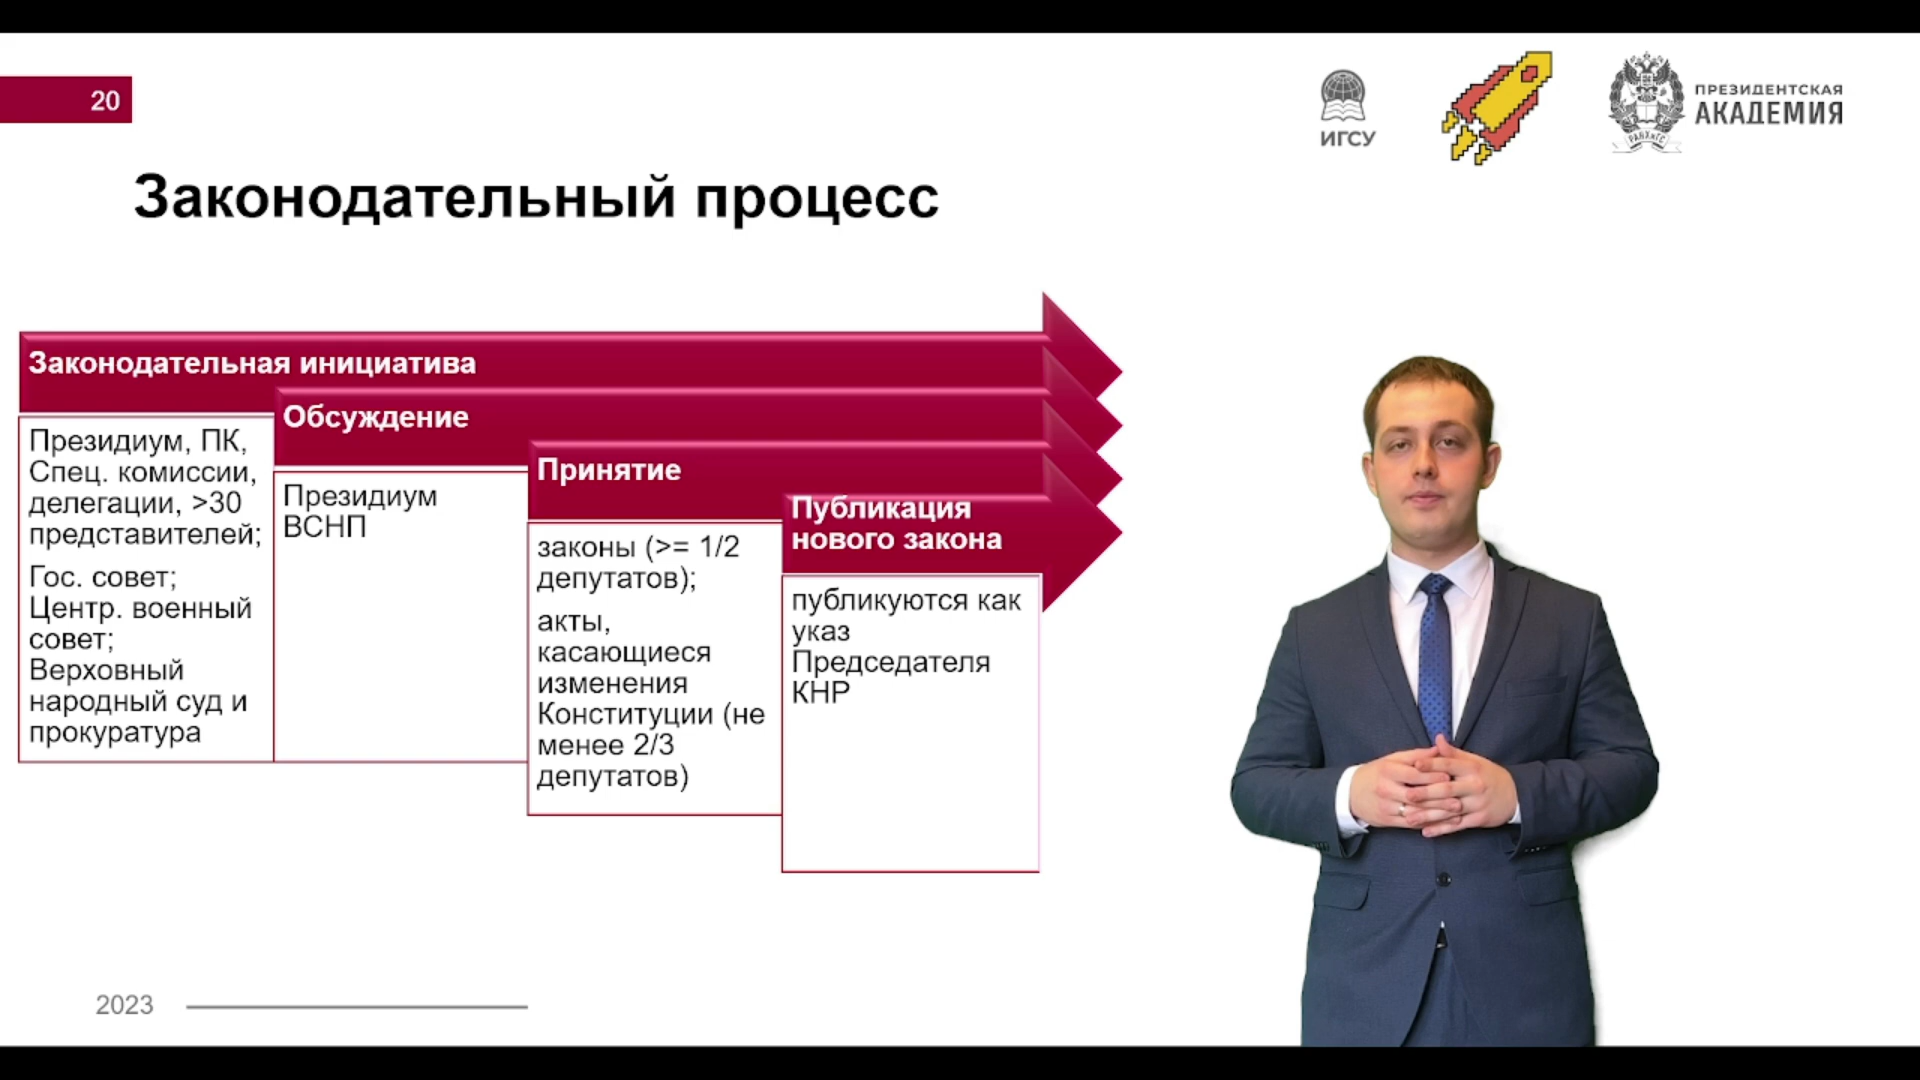 20
ИГСУ
ПРЕЗИДЕНТСКАЯ
АКАДЕМИЯ
РАНХиГС
Законодательный процесс
Законодательная инициатива
Президиум, ПК,
Спец. комиссии,
делегации, >30
представителей;
Гос. совет;
Центр. военный
совет;
Верховный
народный суд и
прокуратура
Обсуждение
Президиум
ВСНП
Принятие
законы (>= 1/2
депутатов);
акты,
касающиеся
изменения
Конституции (не
менее 2/3
депутатов)
Публикация
нового закона
публикуются как
указ
Председателя
КНР
2023